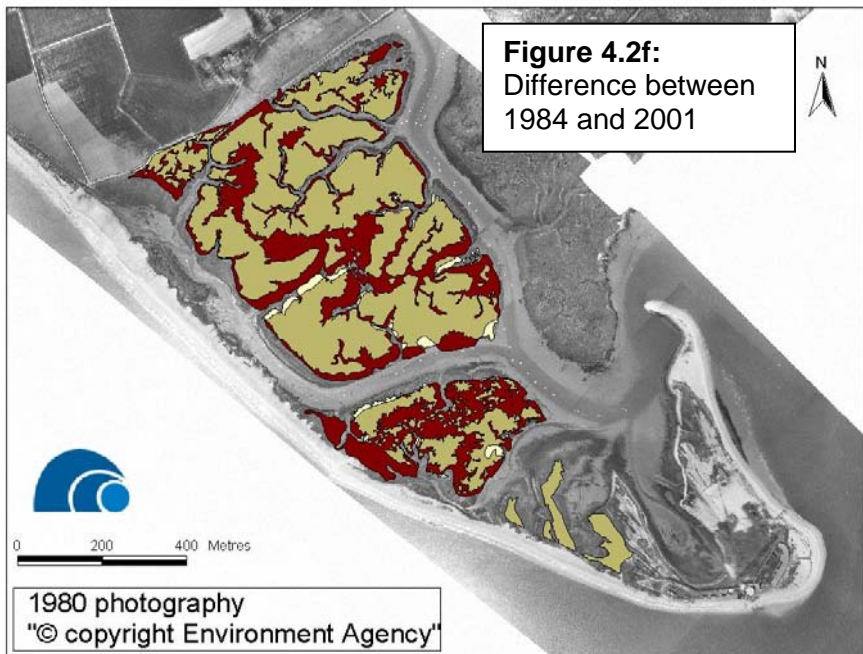 Figure 4.2f:
Difference between
1984 and 2001
N
0 200 400 Metres
1980 photography
"© copyright Environment Agency"